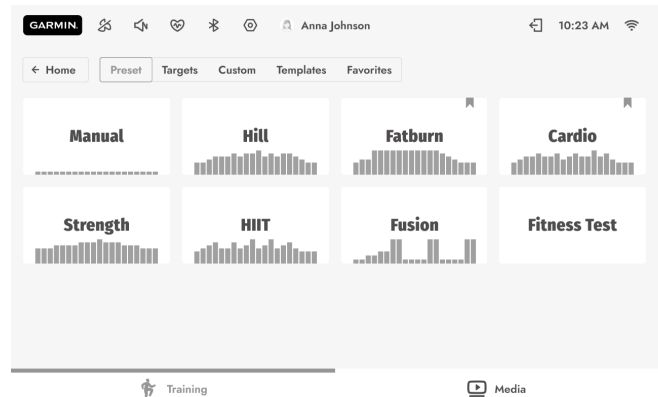 GARMIN. N Anna Johnson 10:23 AM
← Home Preset Targets Custom Templates Favorites
Manual Hill Fatburn Cardio
Strength HIIT Fusion Fitness Test
Training Media